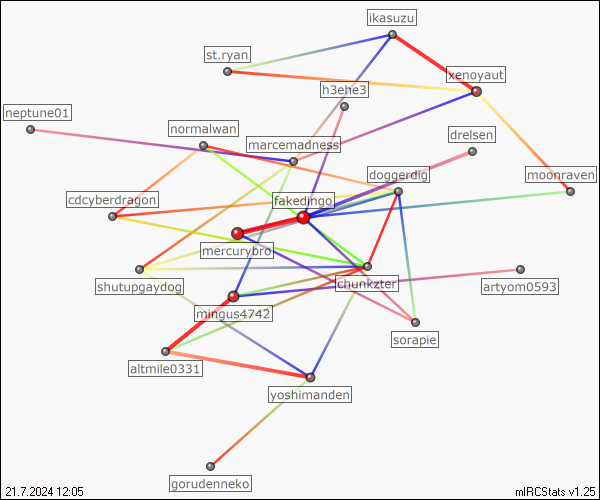 ikasuzu
st.ryan
xenoyaut
h3ehe3
neptune01
normalwan
drelsen
marcemadness
doggerdig
moonraven
cdcyberdragon
fakedingo
mercurybro
shutupgaydog
chunkzter
artyom0593
mingus4742
sorapie
altmile0331
yoshimanden
gorudenneko
21.7.2024 12:05
mIRCStats v1.25